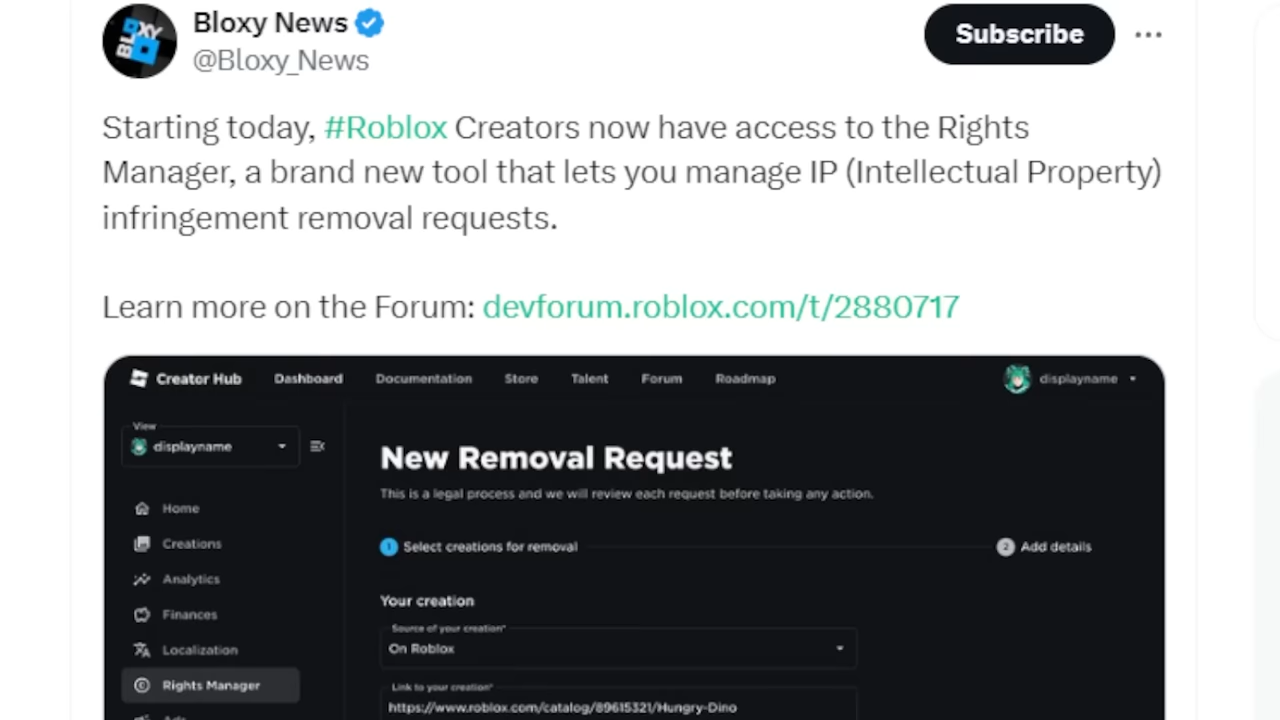 Bloxy News
@Bloxy_News
Subscribe
Starting today, #Roblox Creators now have access to the Rights
Manager, a brand new tool that lets you manage IP (Intellectual Property)
infringement removal requests.
Learn more on the Forum: devforum.roblox.com/t/2880717
Creator Hub Dashboard Documentation Store Talent Forum Roadmap displayname
View
displayname
Home
Creations
Analytics
Finances
Localization
Rights Manager
New Removal Request
This is a legal process and we will review each request before taking any action.
1 Select creations for removal 2 Add details
Your creation
Source of your creation*
On Roblox
Link to your creation*
https://www.roblox.com/catalog/89615321/Hungry-Dino